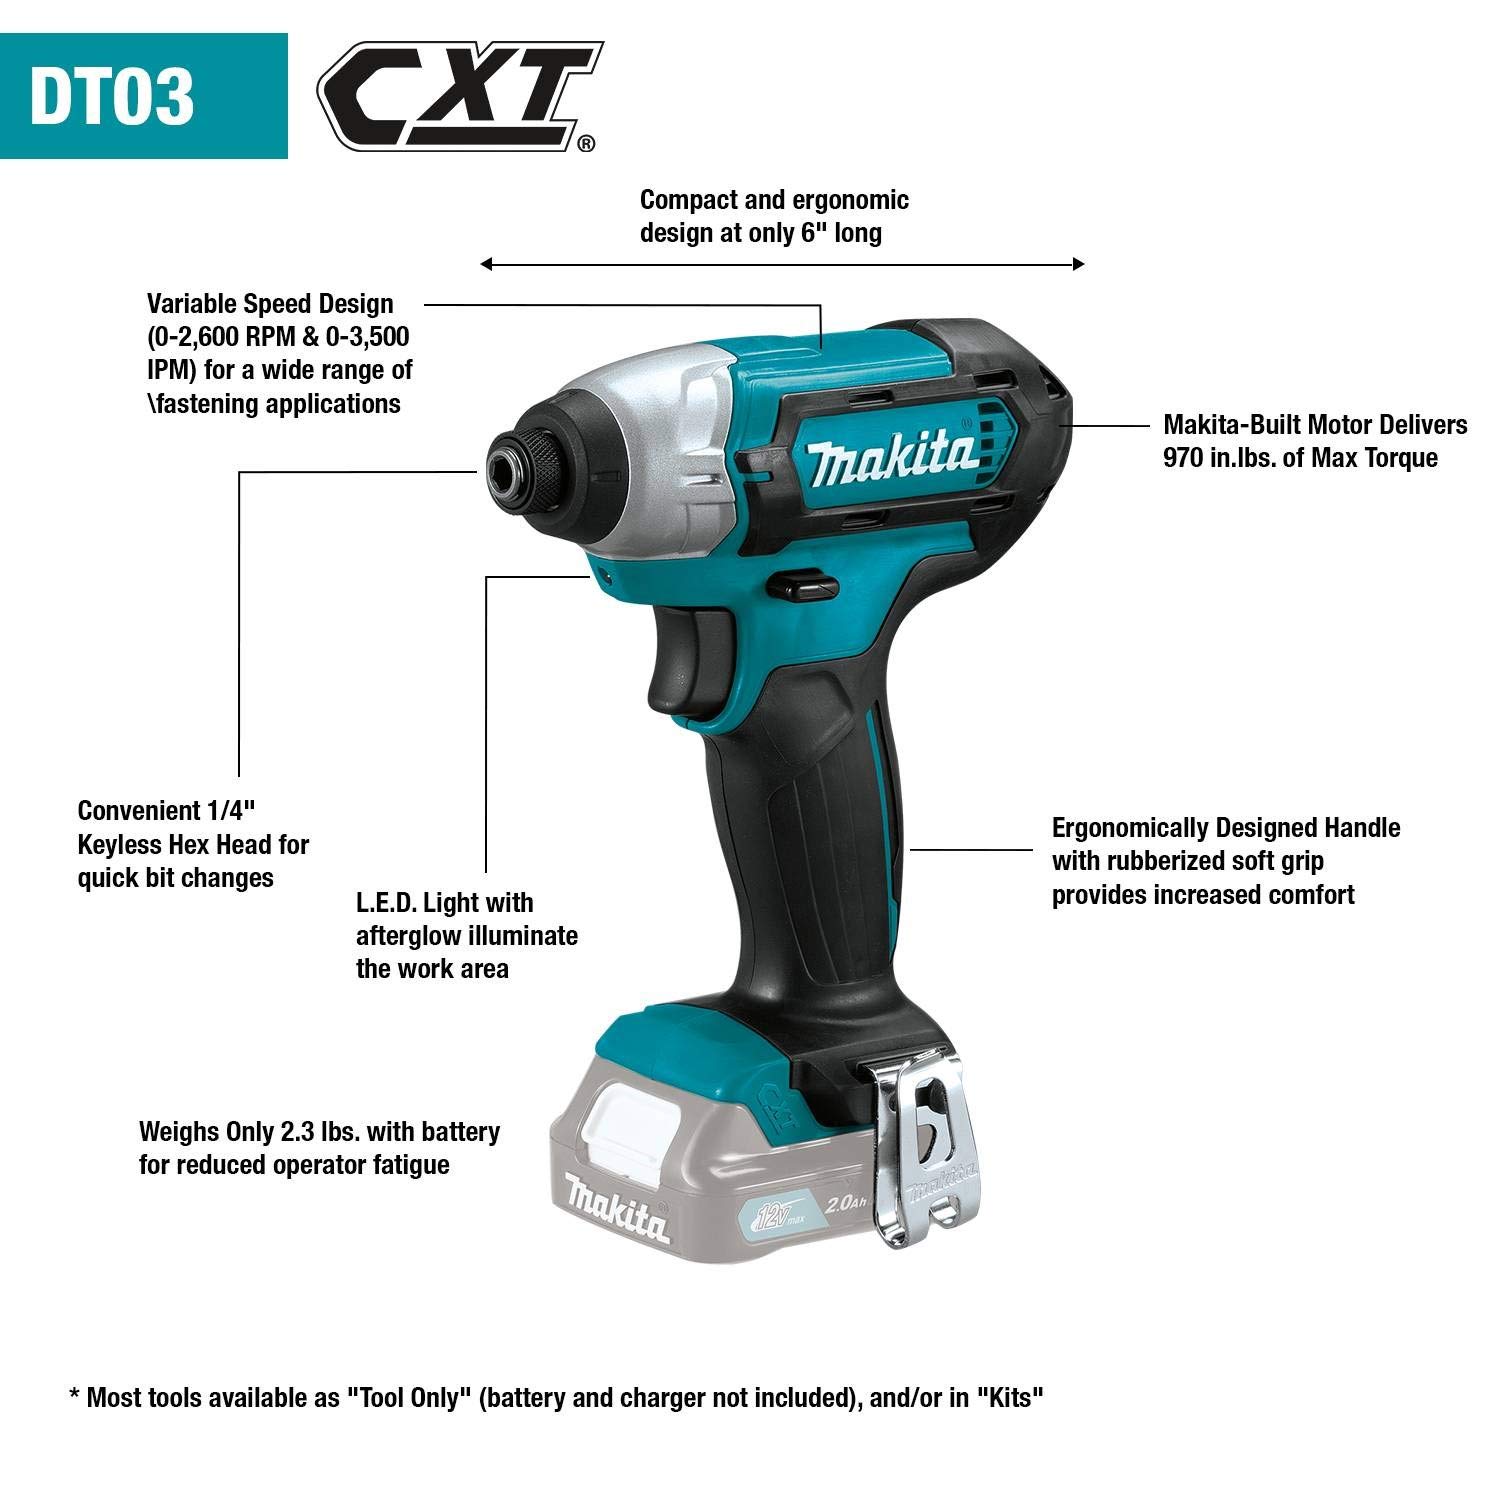 DT03
CXT®
Compact and ergonomic
design at only 6" long
Variable Speed Design
(0-2,600 RPM & 0-3,500
IPM) for a wide range of
\fastening applications
makita®
Makita-Built Motor Delivers
970 in.lbs. of Max Torque
Convenient 1/4"
Keyless Hex Head for
quick bit changes
L.E.D. Light with
afterglow illuminate
the work area
Ergonomically Designed Handle
with rubberized soft grip
provides increased comfort
CXT
Weighs Only 2.3 lbs. with battery
for reduced operator fatigue
makita®
12Vmax 2.0Ah
makita
* Most tools available as "Tool Only" (battery and charger not included), and/or in "Kits"